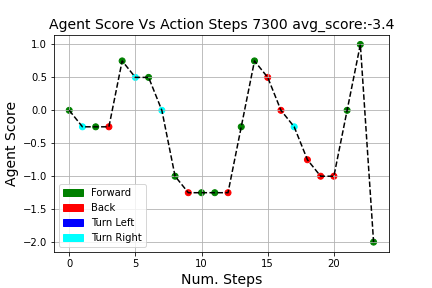 Agent Score Vs Action Steps 7300 avg_score:-3.4
1.0
0.5
0.0
−0.5
−1.0
−1.5
−2.0
Agent Score
Forward
Back
Turn Left
Turn Right
0 5 10 15 20
Num. Steps